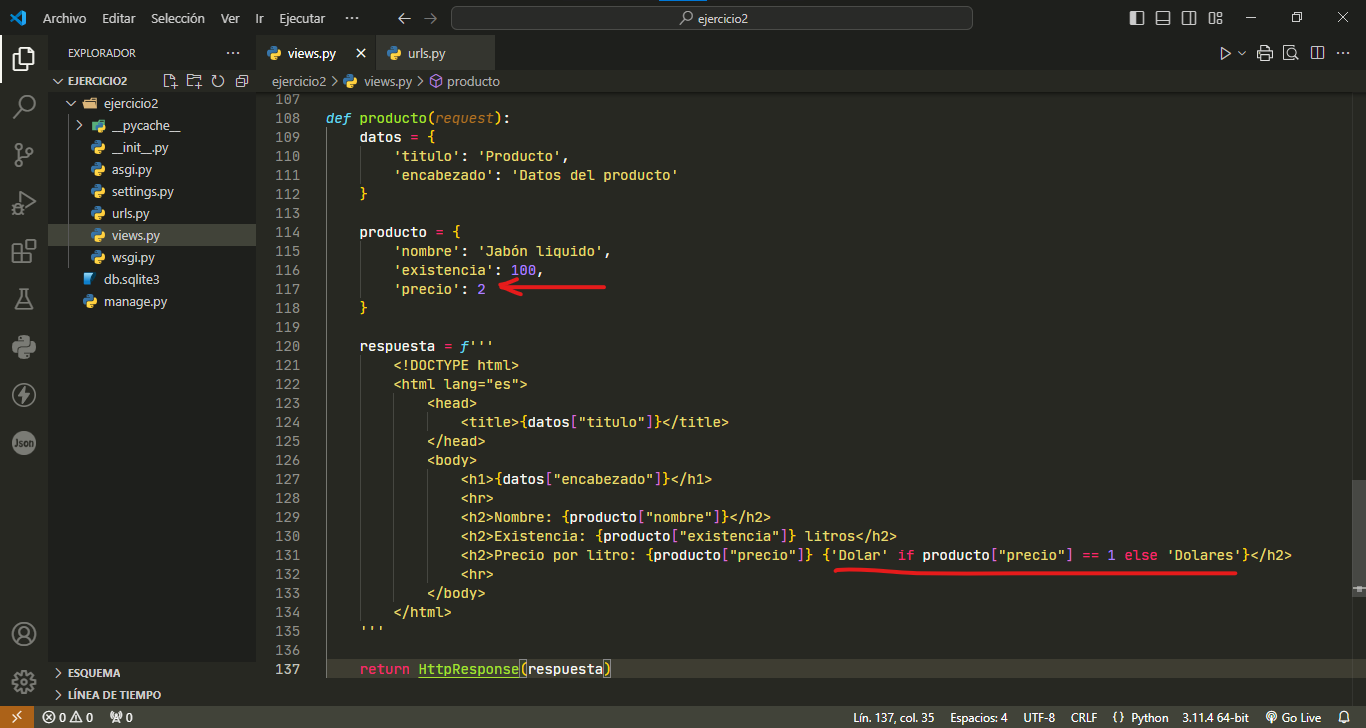 Archivo Editar Selección Ver Ir Ejecutar ··· ejercicio2
EXPLORADOR ···
EJERCICIO2
ejercicio2
__pycache__
__init__.py
asgi.py
settings.py
urls.py
views.py
wsgi.py
db.sqlite3
manage.py
ESQUEMA
LÍNEA DE TIEMPO
Json
views.py urls.py
ejercicio2 > views.py > producto
107
108 def producto(request):
109     datos = {
110         'titulo': 'Producto',
111         'encabezado': 'Datos del producto'
112     }
113
114     producto = {
115         'nombre': 'Jabón liquido',
116         'existencia': 100,
117         'precio': 2
118     }
119
120     respuesta = f'''
121         <!DOCTYPE html>
122         <html lang="es">
123             <head>
124                 <title>{datos["titulo"]}</title>
125             </head>
126             <body>
127                 <h1>{datos["encabezado"]}</h1>
128                 <hr>
129                 <h2>Nombre: {producto["nombre"]}</h2>
130                 <h2>Existencia: {producto["existencia"]} litros</h2>
131                 <h2>Precio por litro: {producto["precio"]} {'Dolar' if producto["precio"] == 1 else 'Dolares'}</h2>
132                 <hr>
133             </body>
134         </html>
135     '''
136
137     return HttpResponse(respuesta)
0 0 0 Lín. 137, col. 35 Espacios: 4 UTF-8 CRLF {} Python 3.11.4 64-bit Go Live